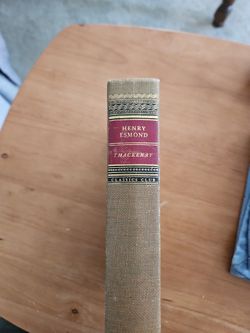 HENRY
ESMOND
THACKERAY
CLASSICS CLUB